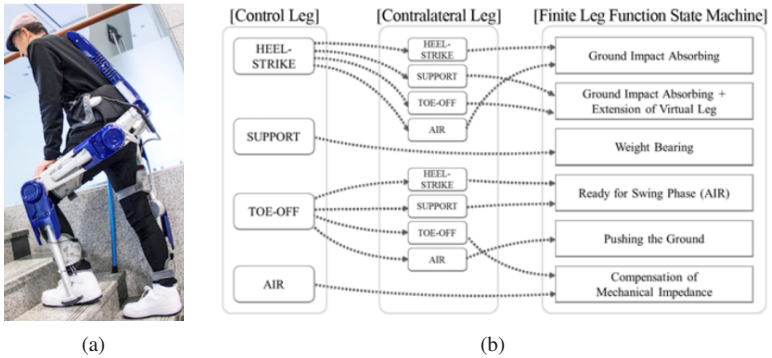 [Control Leg]
[Contralateral Leg]
[Finite Leg Function State Machine]
HEEL-
STRIKE
SUPPORT
TOE-OFF
AIR
HEEL-
STRIKE
SUPPORT
TOE-OFF
AIR
HEEL-
STRIKE
SUPPORT
TOE-OFF
AIR
Ground Impact Absorbing
Ground Impact Absorbing +
Extension of Virtual Leg
Weight Bearing
Ready for Swing Phase (AIR)
Pushing the Ground
Compensation of
Mechanical Impedance
(a)
(b)